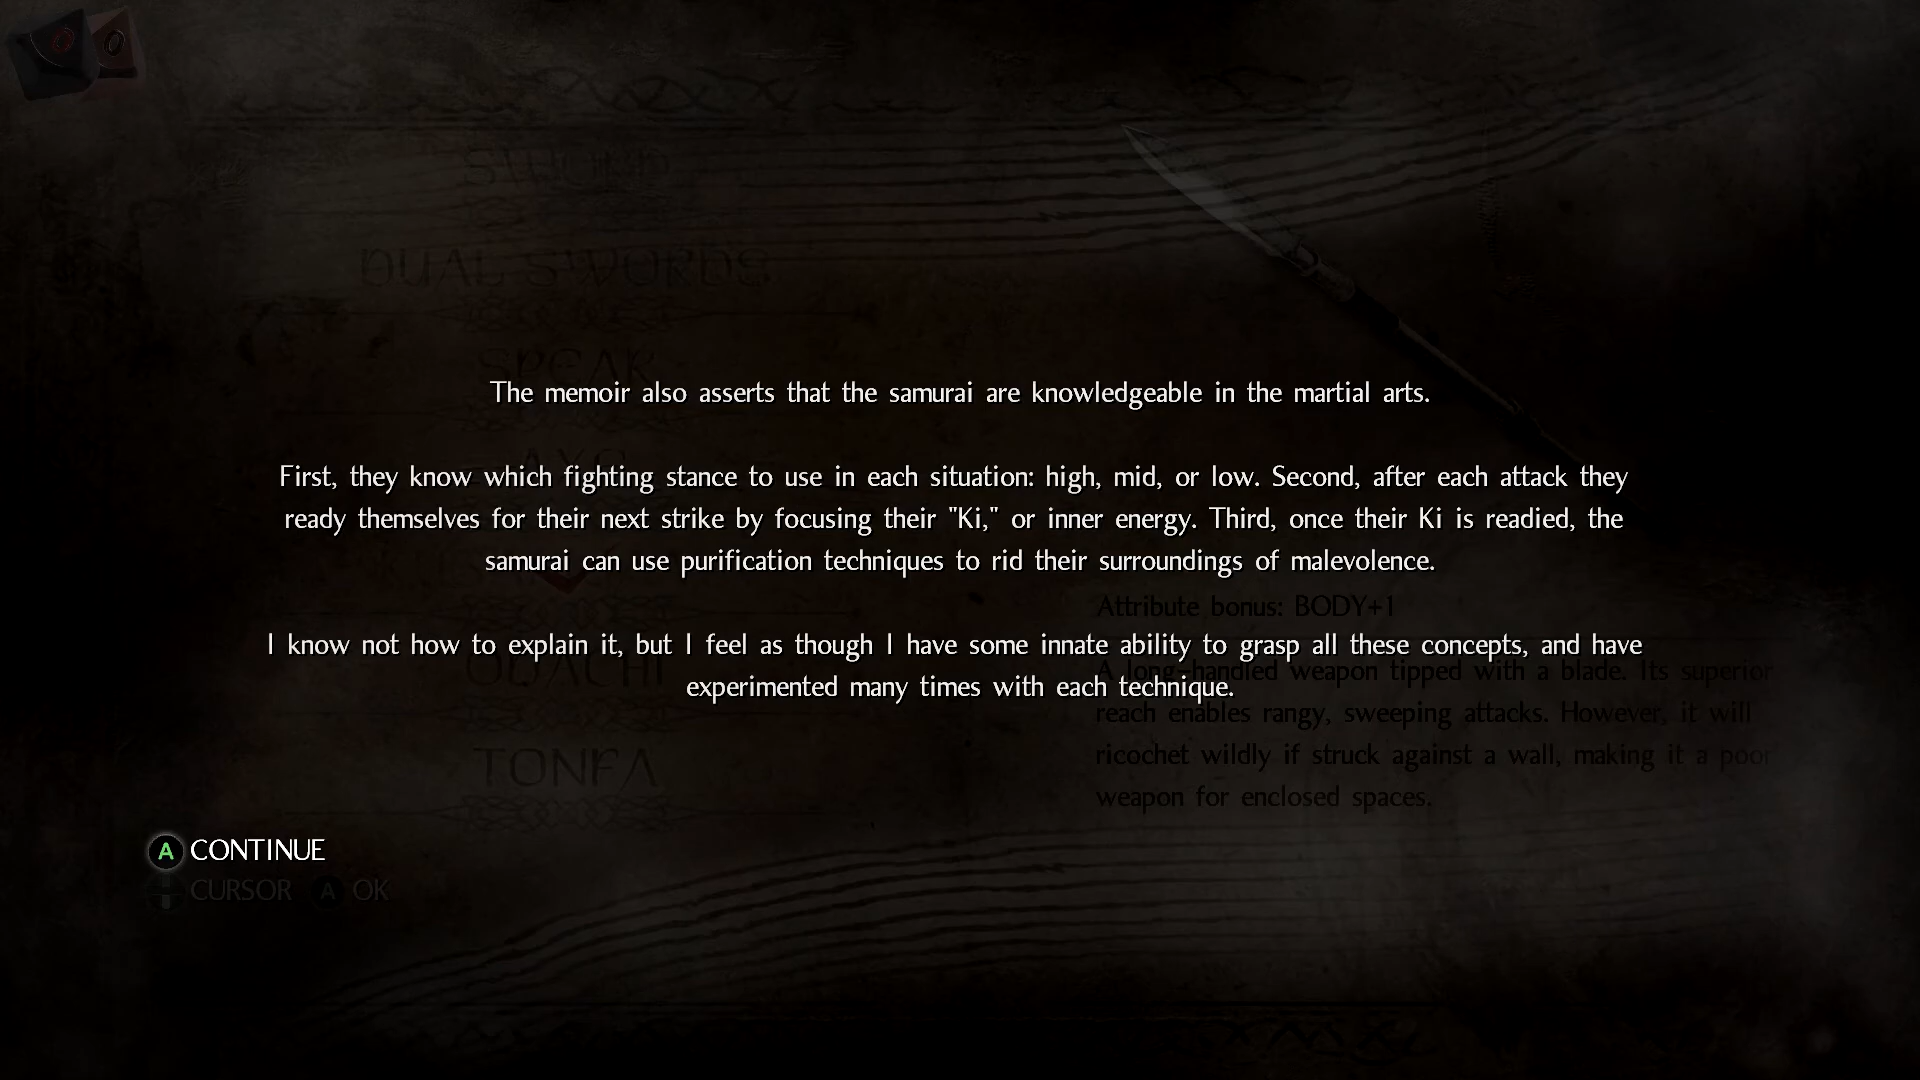 0 0
SWORD
DUAL SWORDS
SPEAR
The memoir also asserts that the samurai are knowledgeable in the martial arts.
AXE
First, they know which fighting stance to use in each situation: high, mid, or low. Second, after each attack they
ready themselves for their next strike by focusing their "Ki," or inner energy. Third, once their Ki is readied, the
samurai can use purification techniques to rid their surroundings of malevolence.
Attribute bonus: BODY+1
I know not how to explain it, but I feel as though I have some innate ability to grasp all these concepts, and have
experimented many times with each technique.
ODACHI
A long-handled weapon tipped with a blade. Its superior
reach enables rangy, sweeping attacks. However, it will
ricochet wildly if struck against a wall, making it a poor
weapon for enclosed spaces.
TONFA
A CONTINUE
CURSOR A OK